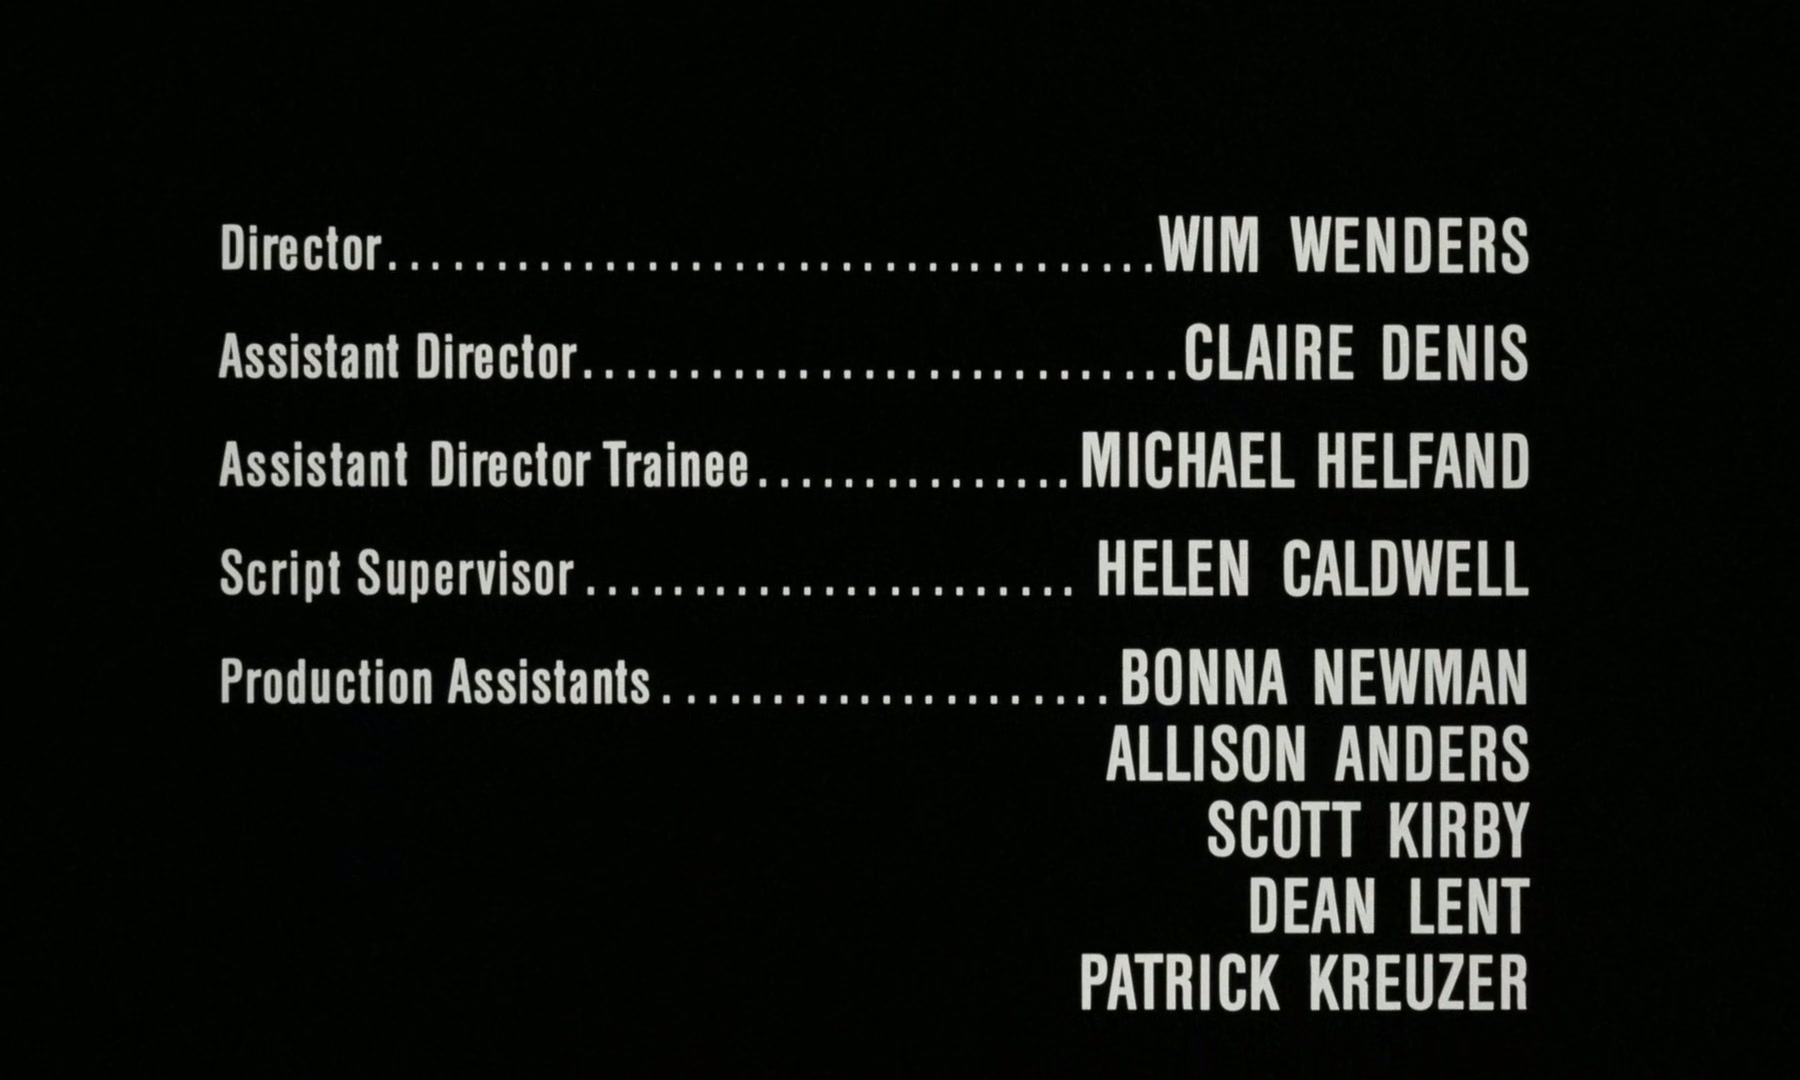 Director.....................................WIM WENDERS
Assistant Director.............................CLAIRE DENIS
Assistant Director Trainee...............MICHAEL HELFAND
Script Supervisor....................... HELEN CALDWELL
Production Assistants.....................BONNA NEWMAN
ALLISON ANDERS
SCOTT KIRBY
DEAN LENT
PATRICK KREUZER